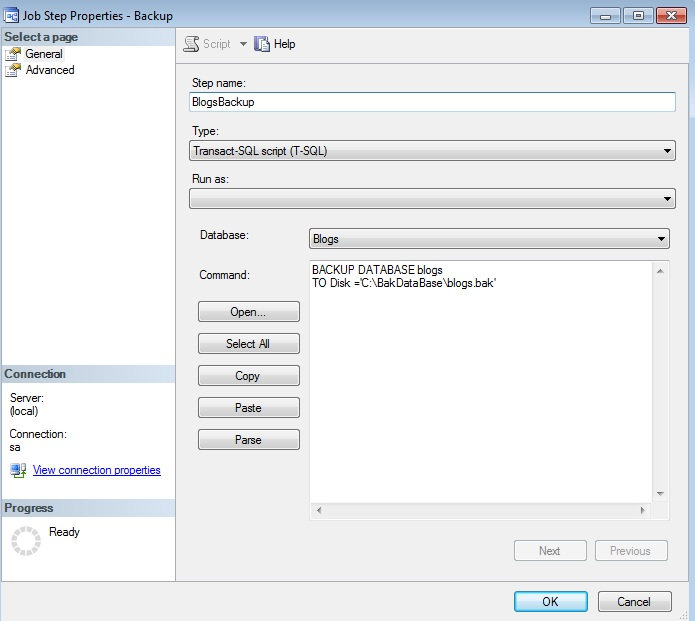 Job Step Properties - Backup
Select a page
General
Advanced
Script
Help
Step name:
BlogsBackup
Type:
Transact-SQL script (T-SQL)
Run as:
Database:
Blogs
Command:
BACKUP DATABASE blogs
TO Disk ='C:\BakDataBase\blogs.bak'
Open...
Select All
Copy
Paste
Parse
Connection
Server:
(local)
Connection:
sa
View connection properties
Progress
Ready
Next
Previous
OK
Cancel